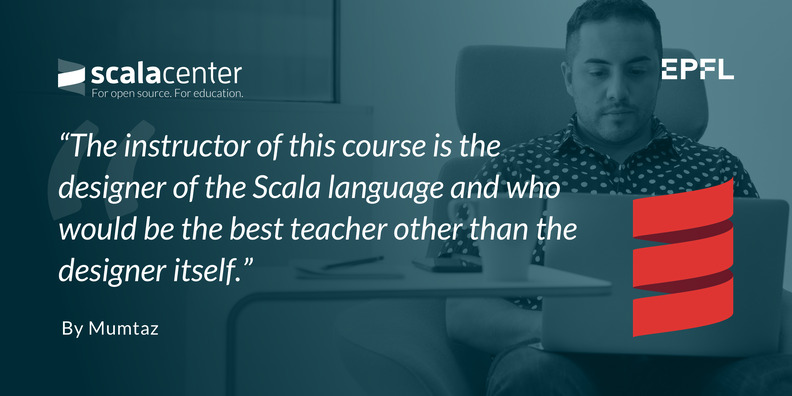 scalacenter
For open source. For education.
EPFL
“The instructor of this course is the
designer of the Scala language and who
would be the best teacher other than the
designer itself.”
By Mumtaz